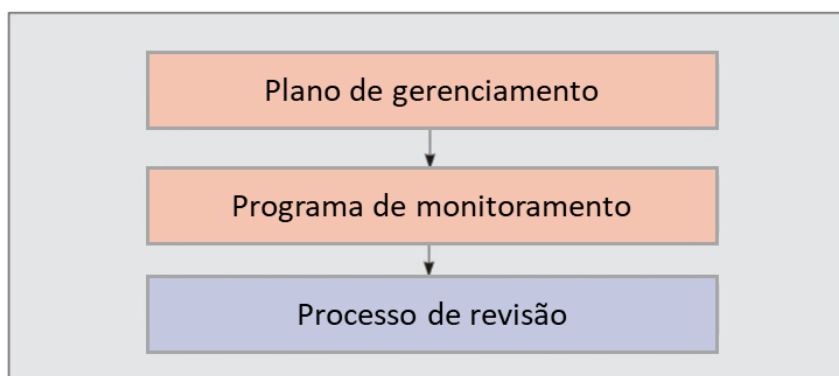 Plano de gerenciamento
Programa de monitoramento
Processo de revisão